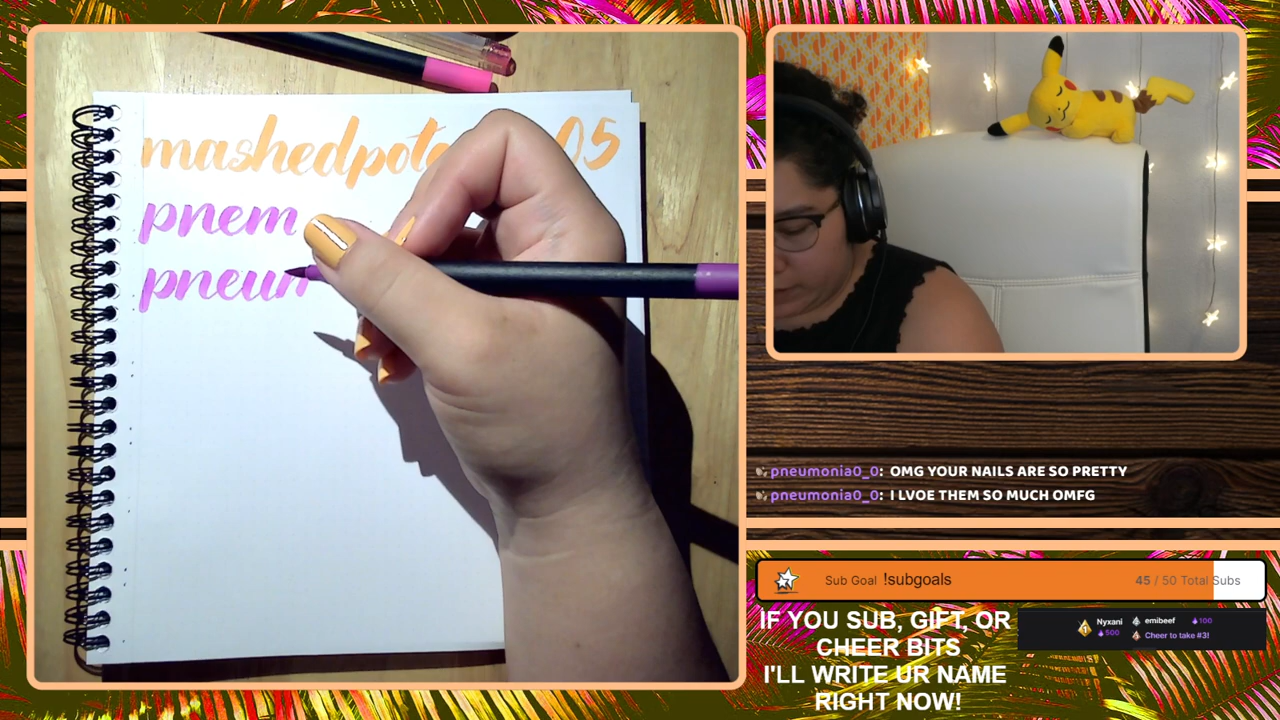 05
pnem
pneum
pneumonia0_0: OMG YOUR NAILS ARE SO PRETTY
pneumonia0_0: I LVOE THEM SO MUCH OMFG
Sub Goal !subgoals 45 / 50 Total Subs
Nyxani 500
emibeef 100
Cheer to take #3!
IF YOU SUB, GIFT, OR
CHEER BITS
I'LL WRITE UR NAME
RIGHT NOW!